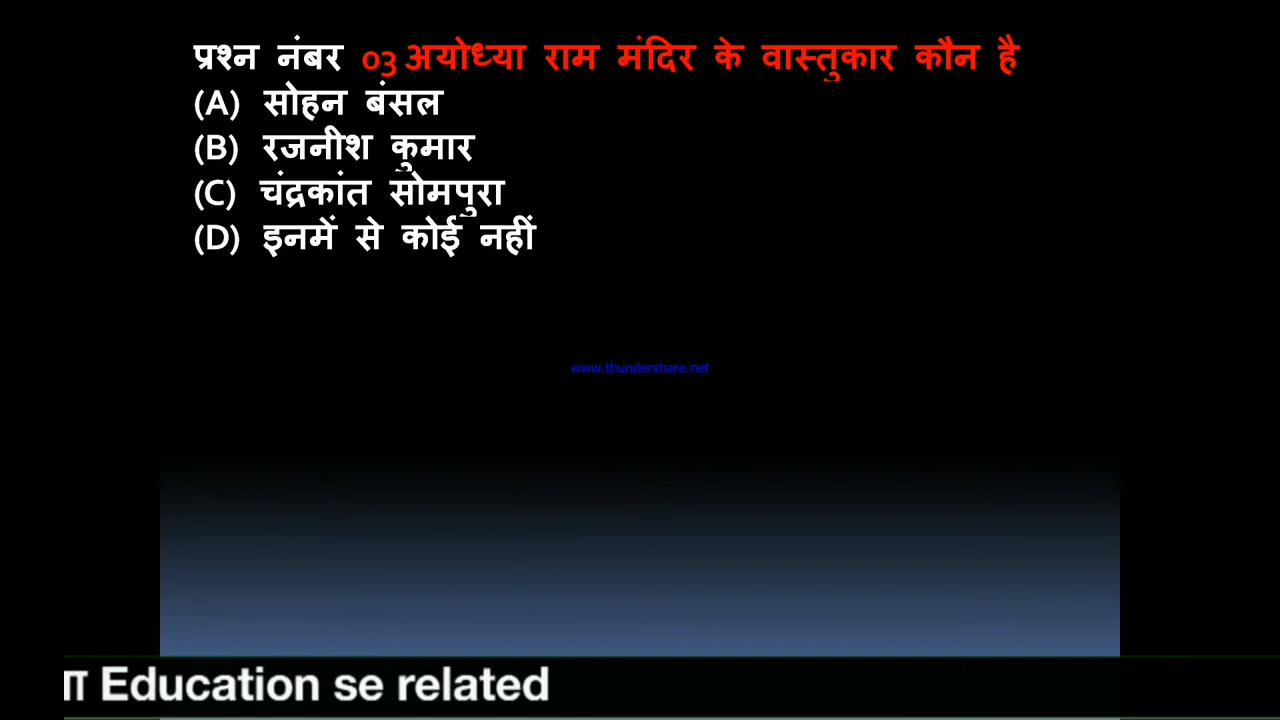 प्रश्न नंबर 03 अयोध्या राम मंदिर के वास्तुकार कौन है
(A) सोहन बंसल
(B) रजनीश कुमार
(C) चंद्रकांत सोमपुरा
(D) इनमें से कोई नहीं
www.thundershare.net
Education se related